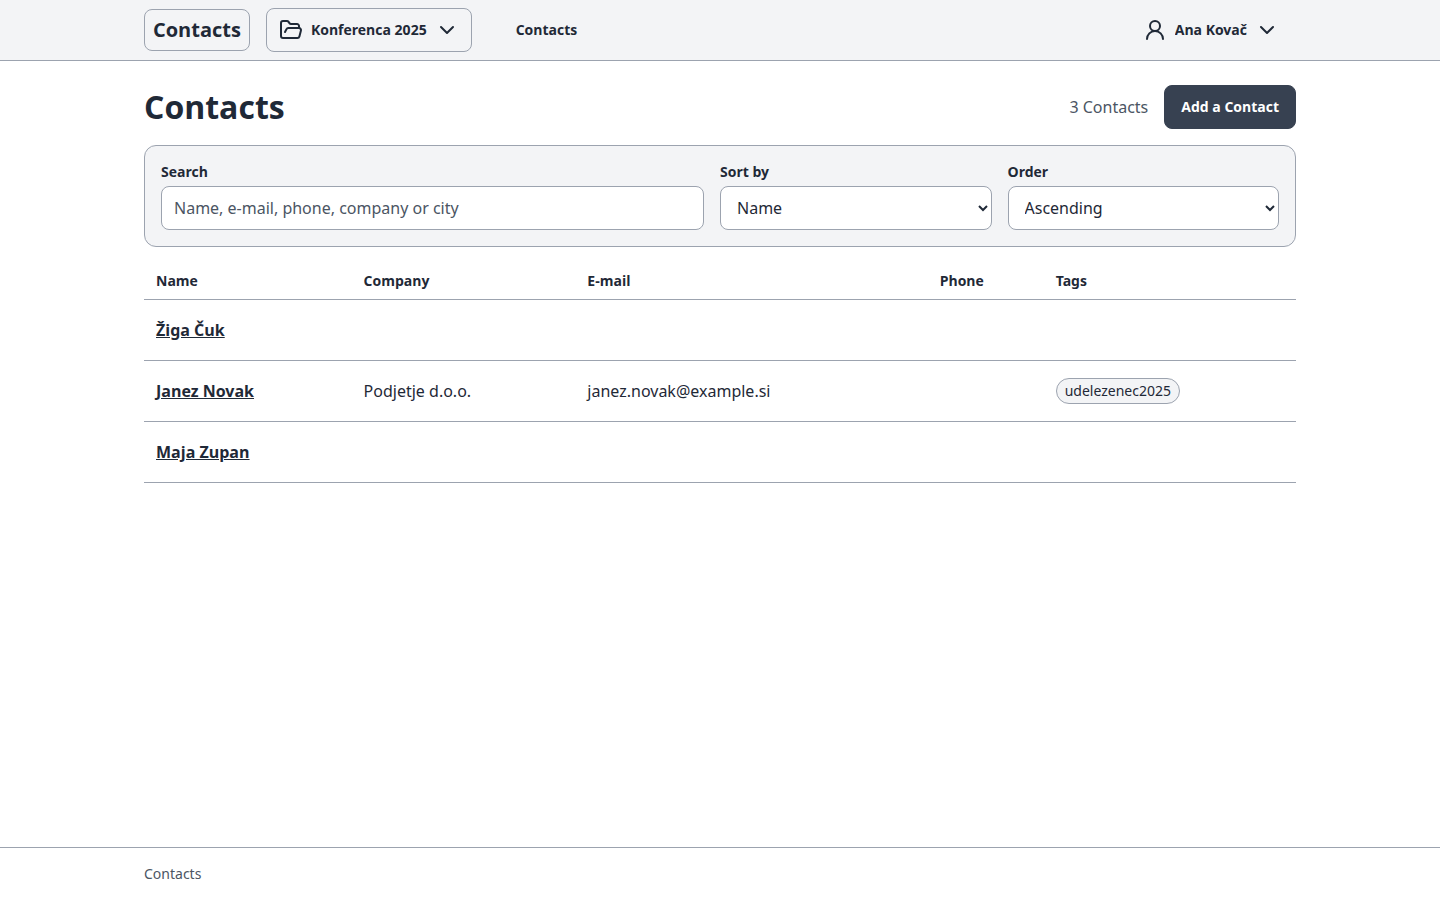 Contacts Konferenca 2025 Contacts Ana Kovač
Contacts
3 Contacts Add a Contact
Search Sort by Order
Name, e-mail, phone, company or city Name Ascending
Name Company E-mail Phone Tags
Žiga Čuk
Janez Novak Podjetje d.o.o. janez.novak@example.si udelezenec2025
Maja Zupan
Contacts